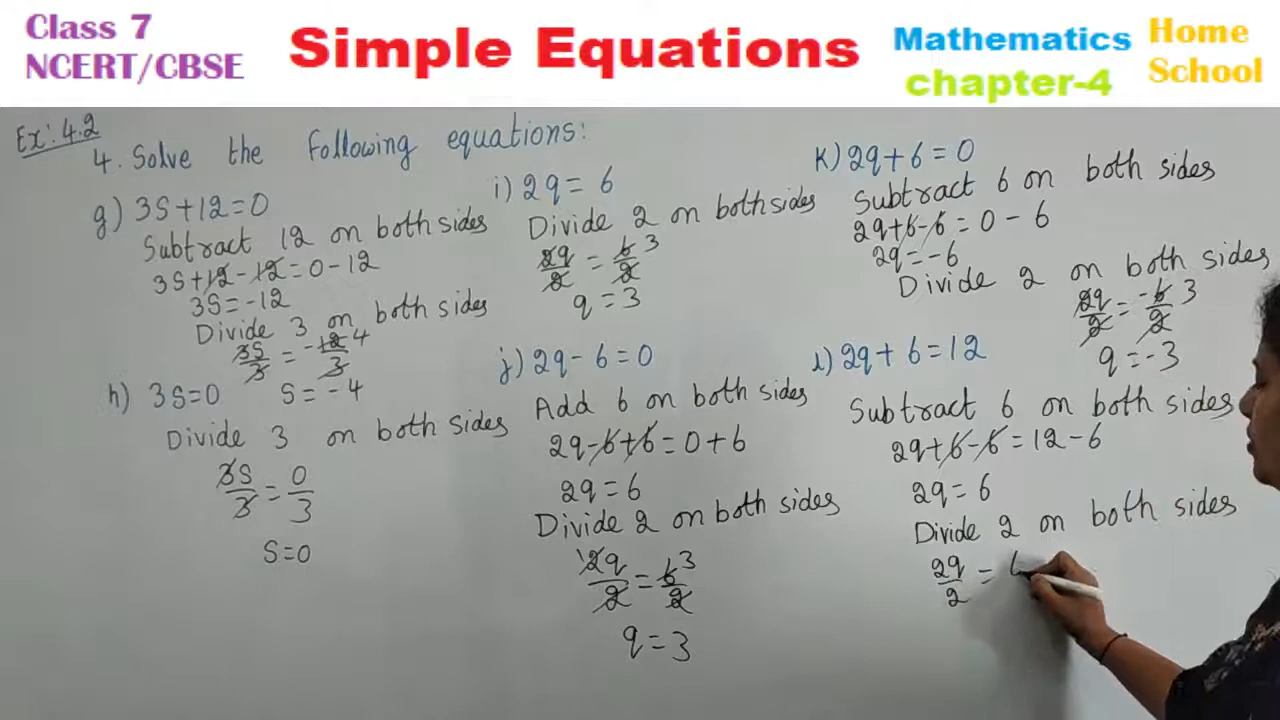 Class 7
NCERT/CBSE
Simple Equations
Mathematics
chapter-4
Home
School
Ex: 4.2
4. Solve the following equations:
g) 3s+12=0
Subtract 12 on both sides
3s+12-12=0-12
3s=-12
Divide 3 on both sides
3s/3 = -12/3 4
s=-4
h) 3s=0
Divide 3 on both sides
3s/3 = 0/3
s=0
i) 2q = 6
Divide 2 on both sides
2q/2 = 6/2 3
q=3
j) 2q-6=0
Add 6 on both sides
2q-6+6=0+6
2q=6
Divide 2 on both sides
1 2q/2 = 6/2 3
q=3
k) 2q+6=0
Subtract 6 on both sides
2q+6-6=0-6
2q=-6
Divide 2 on both sides
2q/2 = -6/2 3
q=-3
l) 2q+6=12
Subtract 6 on both sides
2q+6-6=12-6
2q=6
Divide 2 on both sides
2q/2 =